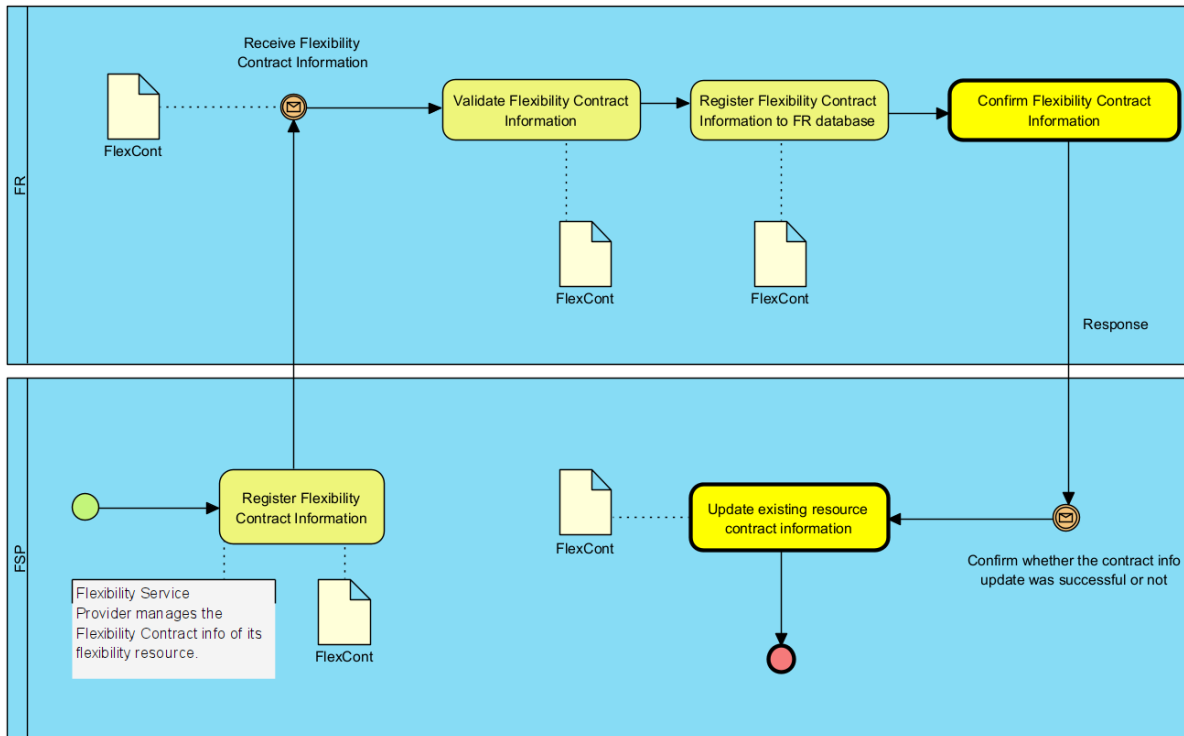 FR
Receive Flexibility
Contract Information
FlexCont
Validate Flexibility Contract
Information
Register Flexibility Contract
Information to FR database
Confirm Flexibility Contract
Information
FlexCont
FlexCont
Response
FSP
Register Flexibility
Contract Information
Flexibility Service
Provider manages the
Flexibility Contract info of its
flexibility resource.
FlexCont
FlexCont
Update existing resource
contract information
Confirm whether the contract info
update was successful or not